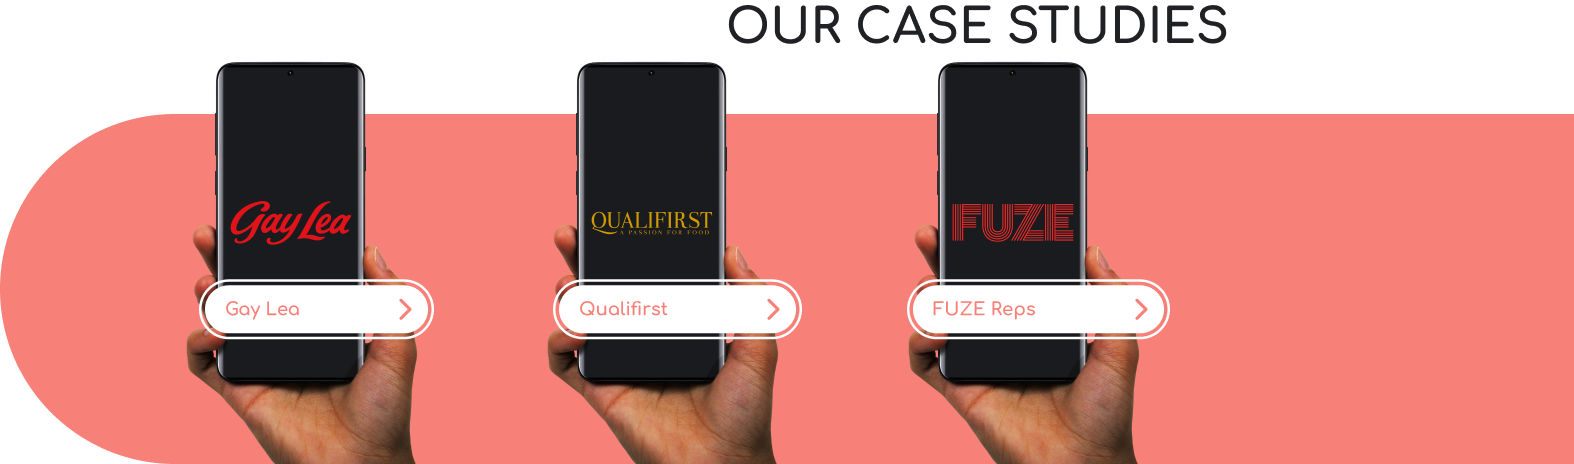 OUR CASE STUDIES
Gay Lea
QUALIFIRST
A PASSION FOR FOOD
FUZE
Gay Lea
Qualifirst
FUZE Reps